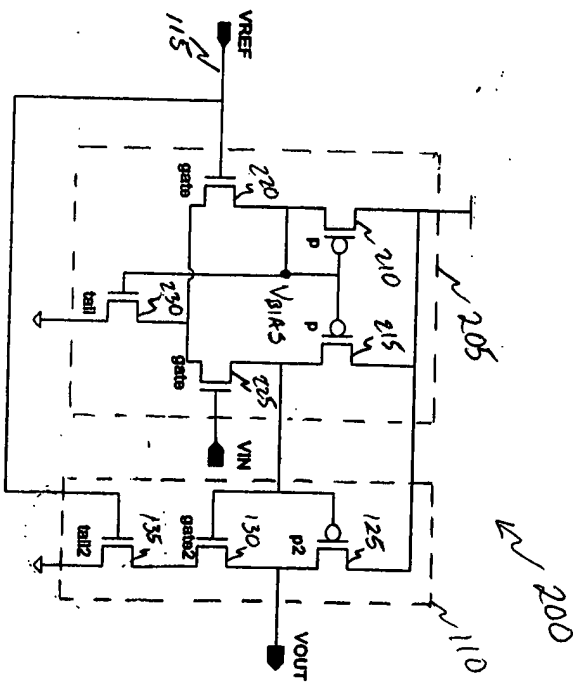 VREF
115
gate
220
p
210
205
tail
230
VBIAS
p
215
gate
225
VIN
200
tail2
135
gate2
130
p2
125
110
VOUT